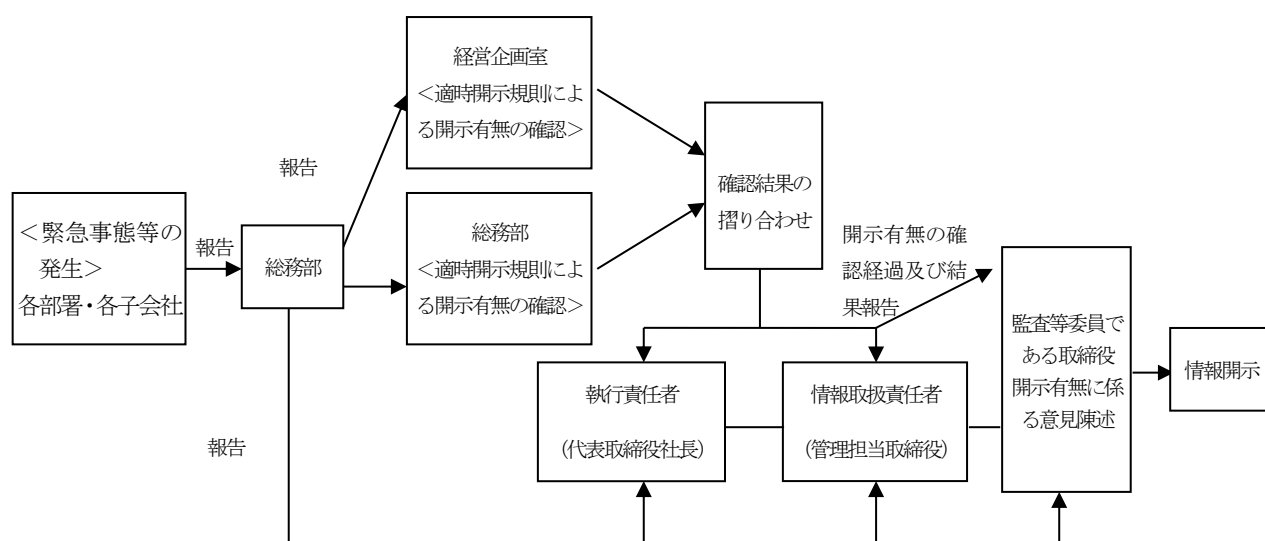 経営企画室
＜適時開示規則によ
る開示有無の確認＞
報告
確認結果の
摺り合わせ
＜緊急事態等の
発生＞
各部署・各子会社
報告
総務部
総務部
＜適時開示規則によ
る開示有無の確認＞
開示有無の確
認経過及び結
果報告
監査等委員で
ある取締役
開示有無に係
る意見陳述
情報開示
執行責任者
（代表取締役社長）
情報取扱責任者
（管理担当取締役）
報告